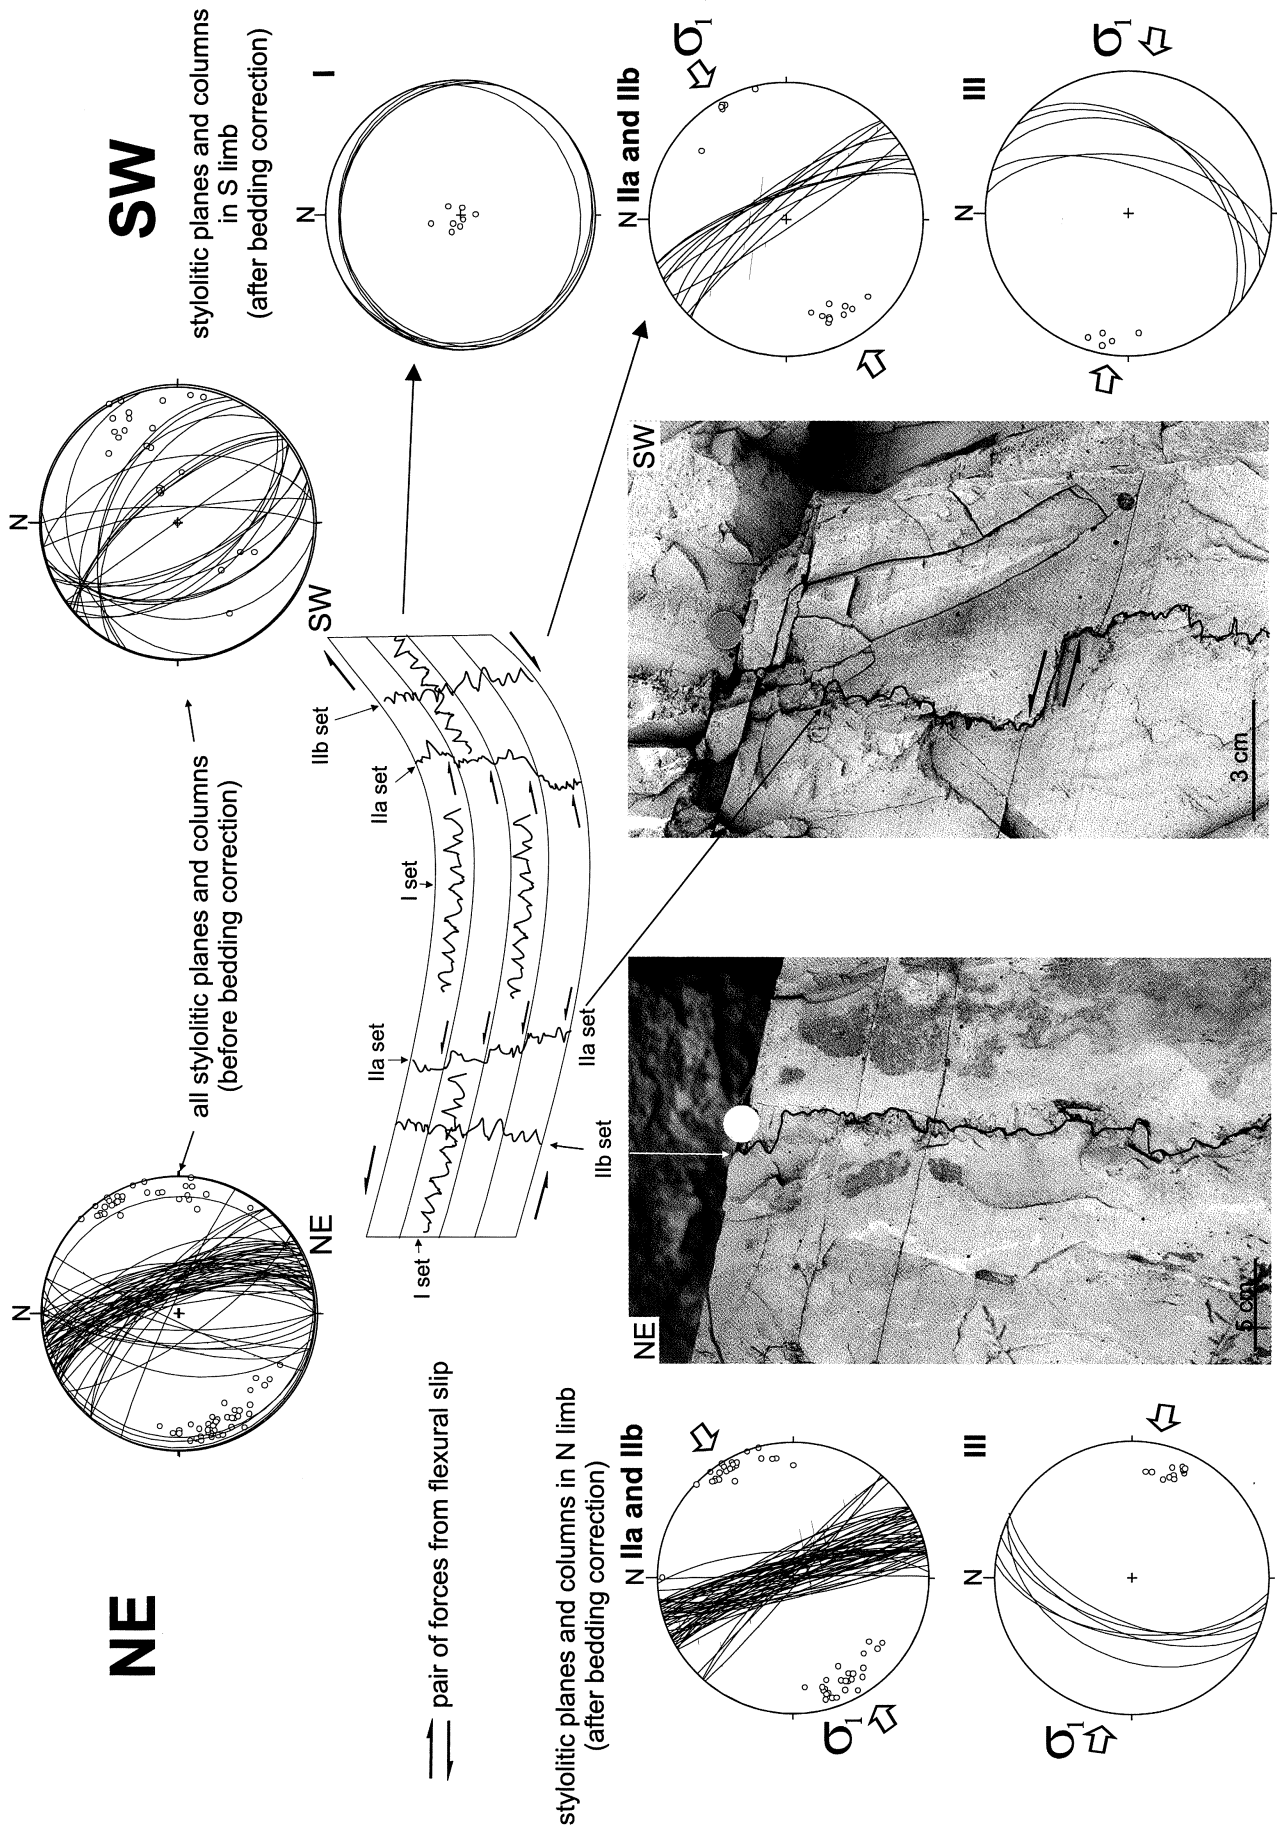 NE
SW
all stylolitic planes and columns
(before bedding correction)
stylolitic planes and columns
in S limb
(after bedding correction)
N
NE
N
SW
N
I
I set
IIa set
I set
IIa set
IIb set
IIb set
IIa set
pair of forces from flexural slip
stylolitic planes and columns in N limb
(after bedding correction)
N IIa and IIb
σ1
N
III
σ1
NE
5 cm
SW
3 cm
N IIa and IIb
σ1
N
III
σ1